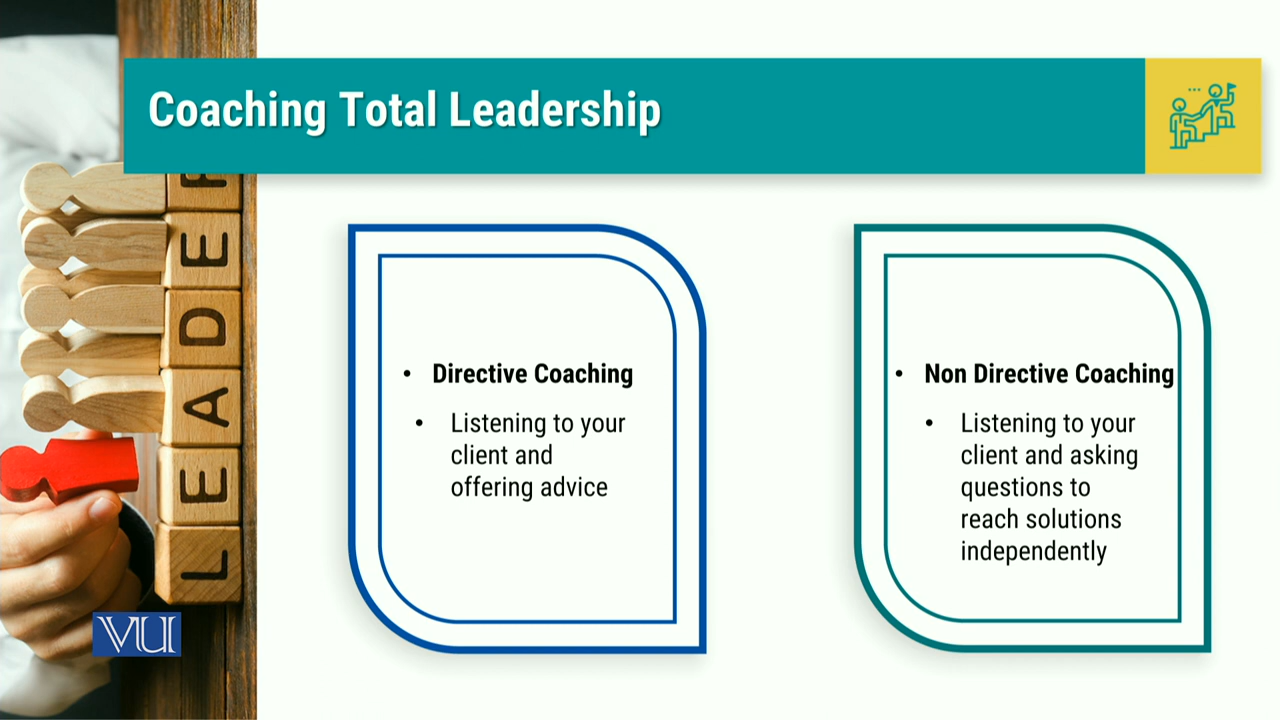 Coaching Total Leadership
LEADER
• Directive Coaching
• Listening to your
client and
offering advice
• Non Directive Coaching
• Listening to your
client and asking
questions to
reach solutions
independently
VU